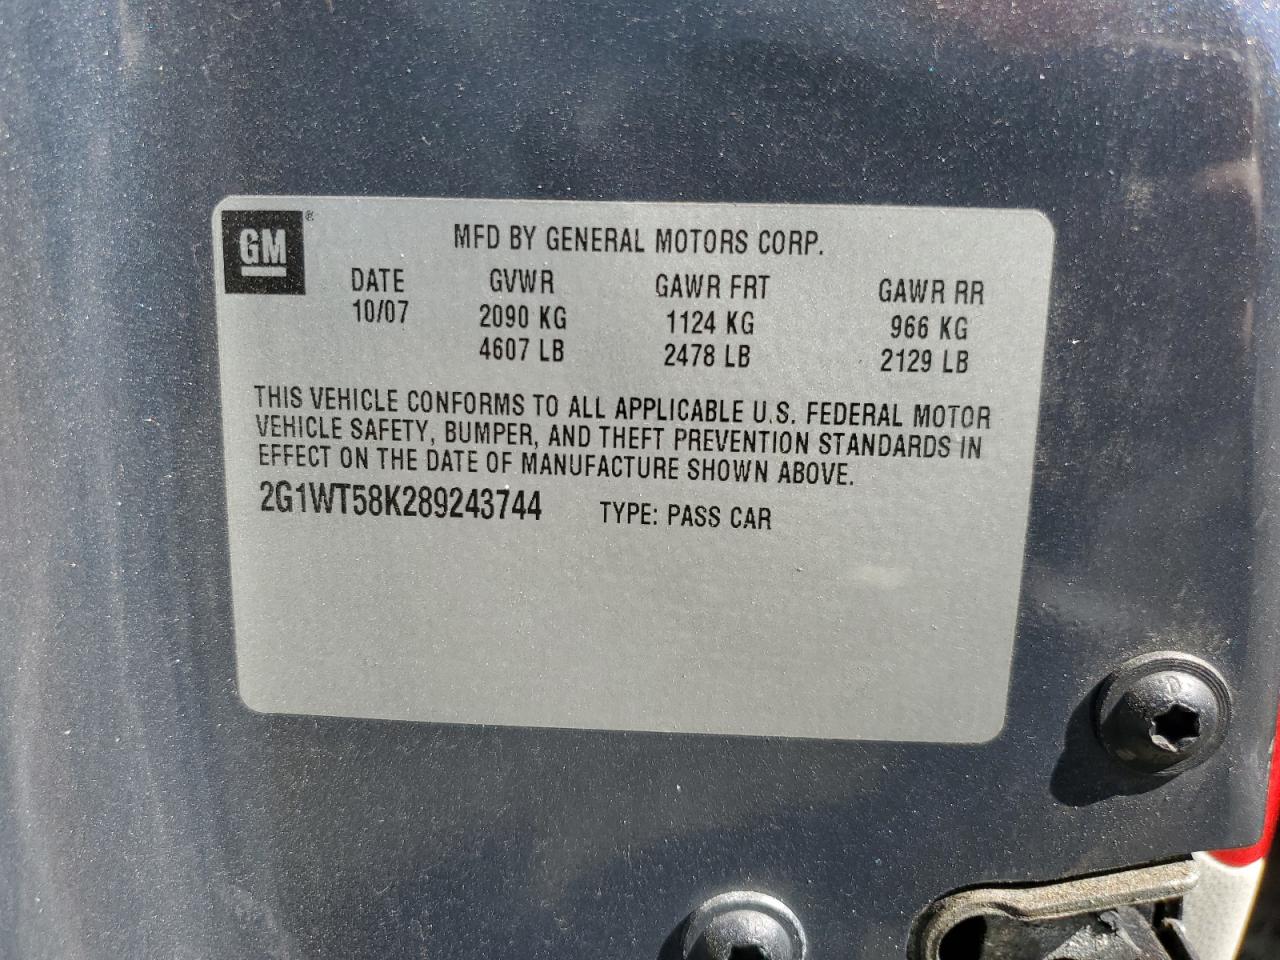 GM ®
MFD BY GENERAL MOTORS CORP.
DATE GVWR GAWR FRT GAWR RR
10/07 2090 KG 1124 KG 966 KG
4607 LB 2478 LB 2129 LB
THIS VEHICLE CONFORMS TO ALL APPLICABLE U.S. FEDERAL MOTOR
VEHICLE SAFETY, BUMPER, AND THEFT PREVENTION STANDARDS IN
EFFECT ON THE DATE OF MANUFACTURE SHOWN ABOVE.
2G1WT58K289243744 TYPE: PASS CAR